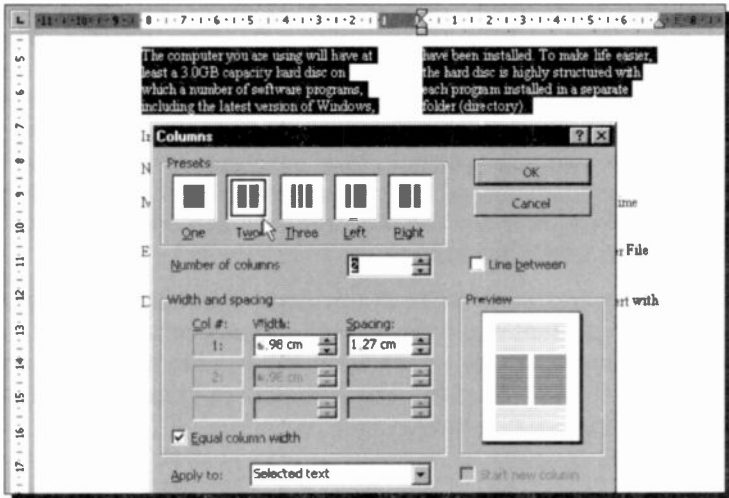 The computer you are using will have at
least a 3.0GB capacity hard disc on
which a number of software programs,
including the latest version of Windows,
have been installed. To make life easier,
the hard disc is highly structured with
each program installed in a separate
folder (directory).
Columns
Presets
One Two Three Left Right
OK
Cancel
Number of columns 2
Line between
Width and spacing
Col #: Width: Spacing:
1: 6.98 cm 1.27 cm
2: 6.98 cm
Equal column width
Preview
Apply to: Selected text
Start new column
File
with